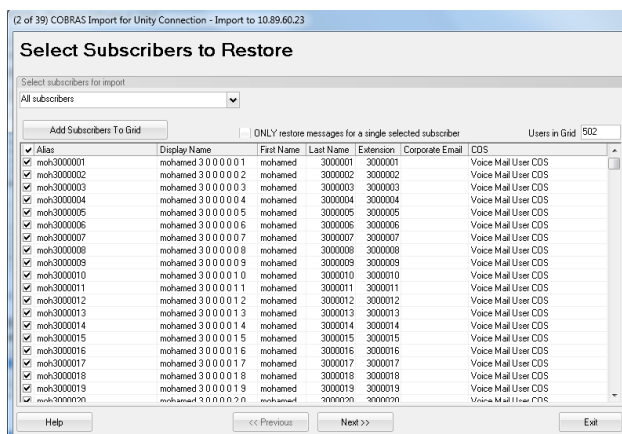 (2 of 39) COBRAS Import for Unity Connection - Import to 10.89.60.23
Select Subscribers to Restore
Select subscribers for import
All subscribers
Add Subscribers To Grid ONLY restore messages for a single selected subscriber Users in Grid 502
Alias Display Name First Name Last Name Extension Corporate Email COS
moh3000001 mohamed 3 0 0 0 0 0 1 mohamed 3000001 3000001 Voice Mail User COS
moh3000002 mohamed 3 0 0 0 0 0 2 mohamed 3000002 3000002 Voice Mail User COS
moh3000003 mohamed 3 0 0 0 0 0 3 mohamed 3000003 3000003 Voice Mail User COS
moh3000004 mohamed 3 0 0 0 0 0 4 mohamed 3000004 3000004 Voice Mail User COS
moh3000005 mohamed 3 0 0 0 0 0 5 mohamed 3000005 3000005 Voice Mail User COS
moh3000006 mohamed 3 0 0 0 0 0 6 mohamed 3000006 3000006 Voice Mail User COS
moh3000007 mohamed 3 0 0 0 0 0 7 mohamed 3000007 3000007 Voice Mail User COS
moh3000008 mohamed 3 0 0 0 0 0 8 mohamed 3000008 3000008 Voice Mail User COS
moh3000009 mohamed 3 0 0 0 0 0 9 mohamed 3000009 3000009 Voice Mail User COS
moh3000010 mohamed 3 0 0 0 0 1 0 mohamed 3000010 3000010 Voice Mail User COS
moh3000011 mohamed 3 0 0 0 0 1 1 mohamed 3000011 3000011 Voice Mail User COS
moh3000012 mohamed 3 0 0 0 0 1 2 mohamed 3000012 3000012 Voice Mail User COS
moh3000013 mohamed 3 0 0 0 0 1 3 mohamed 3000013 3000013 Voice Mail User COS
moh3000014 mohamed 3 0 0 0 0 1 4 mohamed 3000014 3000014 Voice Mail User COS
moh3000015 mohamed 3 0 0 0 0 1 5 mohamed 3000015 3000015 Voice Mail User COS
moh3000016 mohamed 3 0 0 0 0 1 6 mohamed 3000016 3000016 Voice Mail User COS
moh3000017 mohamed 3 0 0 0 0 1 7 mohamed 3000017 3000017 Voice Mail User COS
moh3000018 mohamed 3 0 0 0 0 1 8 mohamed 3000018 3000018 Voice Mail User COS
moh3000019 mohamed 3 0 0 0 0 1 9 mohamed 3000019 3000019 Voice Mail User COS
moh3000020 mohamed 3 0 0 0 0 2 0 mohamed 3000020 3000020 Voice Mail User COS
Help << Previous Next >> Exit